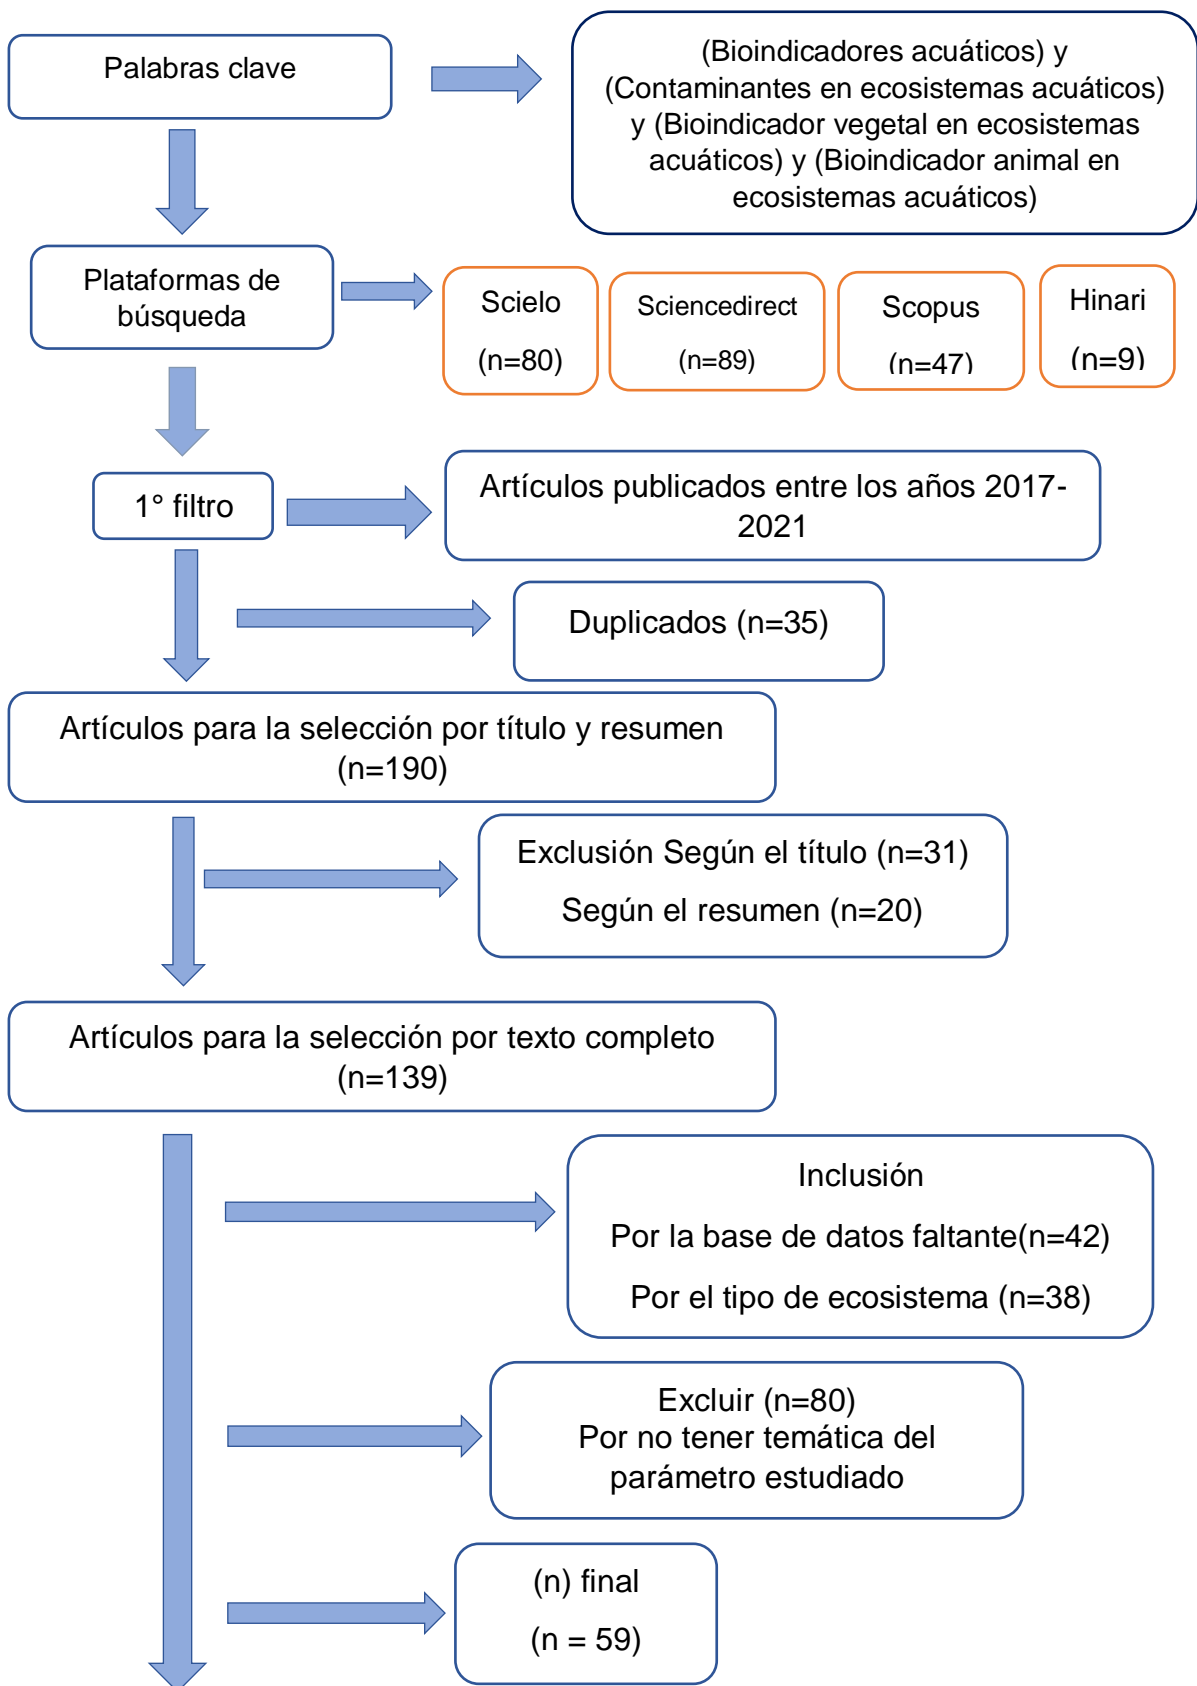 Palabras clave
(Bioindicadores acuáticos) y
(Contaminantes en ecosistemas acuáticos)
y (Bioindicador vegetal en ecosistemas
acuáticos) y (Bioindicador animal en
ecosistemas acuáticos)
Plataformas de
búsqueda
Scielo
(n=80)
Sciencedirect
(n=89)
Scopus
(n=47)
Hinari
(n=9)
1° filtro
Artículos publicados entre los años 2017-
2021
Duplicados (n=35)
Artículos para la selección por título y resumen
(n=190)
Exclusión Según el título (n=31)
Según el resumen (n=20)
Artículos para la selección por texto completo
(n=139)
Inclusión
Por la base de datos faltante(n=42)
Por el tipo de ecosistema (n=38)
Excluir (n=80)
Por no tener temática del
parámetro estudiado
(n) final
(n = 59)